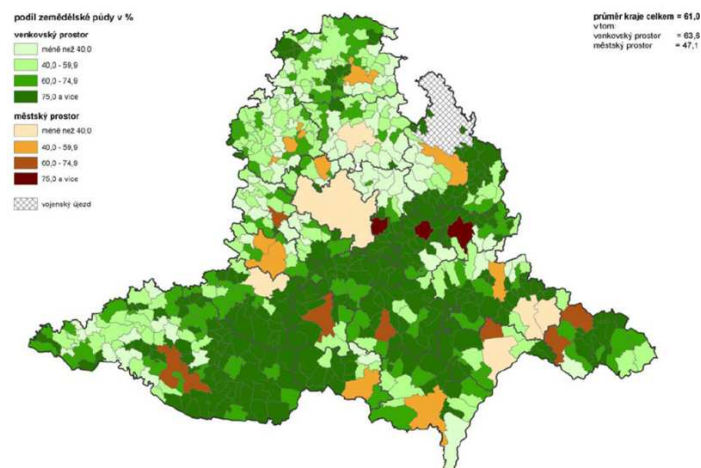 podíl zemědělské půdy v %
venkovský prostor
méně než 40,0
40,0 - 59,9
60,0 - 74,9
75,0 a více
městský prostor
méně než 40,0
40,0 - 59,9
60,0 - 74,9
75,0 a více
vojenský újezd
průměr kraje celkem = 61,0
v tom:
venkovský prostor = 63,6
městský prostor = 47,1